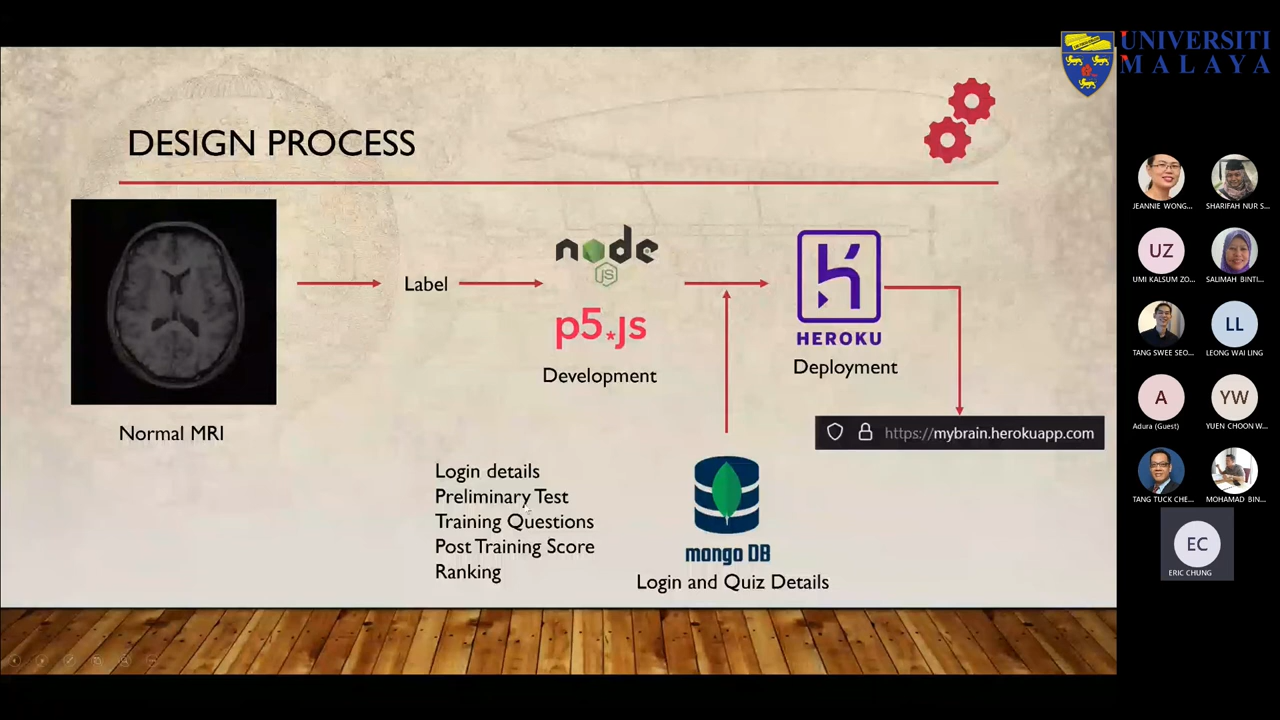 UNIVERSITI
MALAYA
DESIGN PROCESS
Normal MRI
Label
node
JS
p5*JS
Development
HEROKU
Deployment
https://mybrain.herokuapp.com
Login details
Preliminary Test
Training Questions
Post Training Score
Ranking
mongo DB
Login and Quiz Details
JEANNIE WONG...
SHARIFAH NUR S...
UZ
UMI KALSUM ZO...
SALIMAH BINTI...
TANG SWEE SEO...
LL
LEONG WAI LING
A
Adura (Guest)
YW
YUEN CHOON W...
TANG TUCK CHE...
MOHAMAD BIN...
EC
ERIC CHUNG